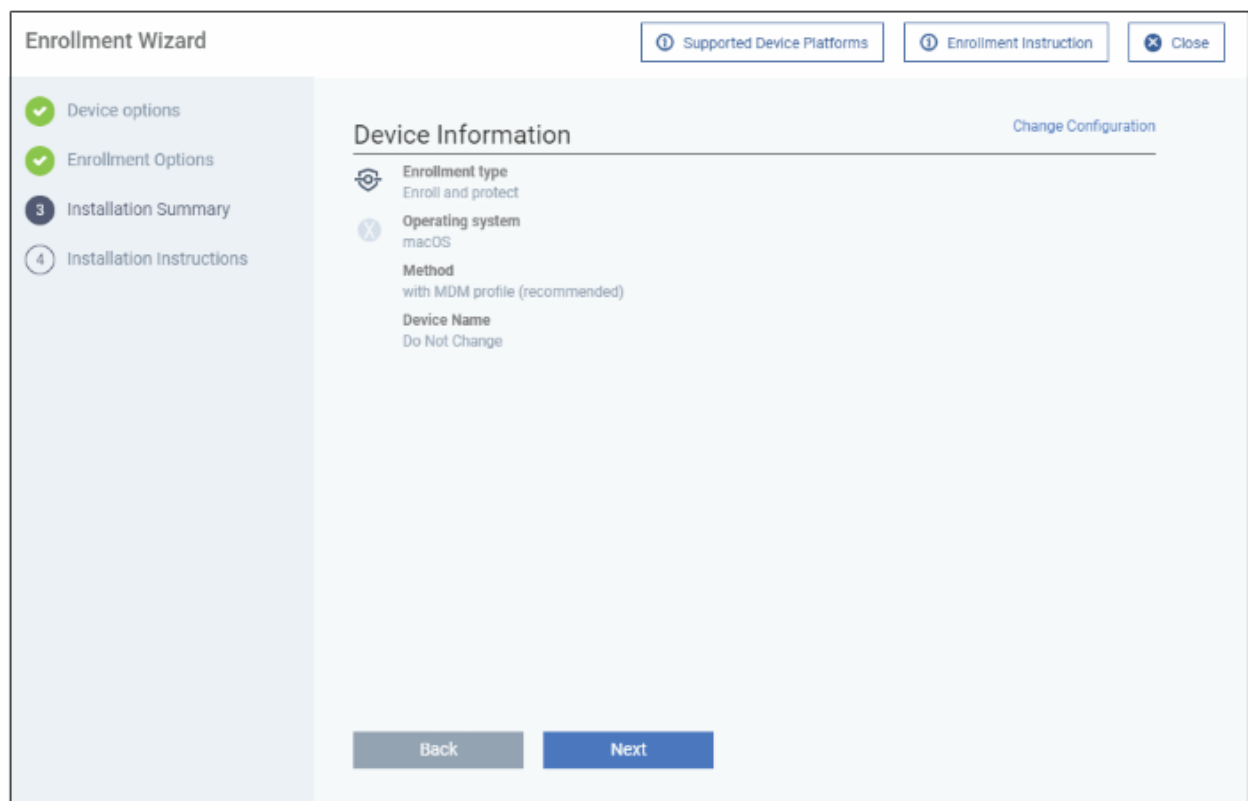 Enrollment Wizard
Supported Device Platforms
Enrollment Instruction
Close
Device options
Enrollment Options
3 Installation Summary
4 Installation Instructions
Device Information
Change Configuration
Enrollment type
Enroll and protect
Operating system
X
macOS
Method
with MDM profile (recommended)
Device Name
Do Not Change
Back
Next